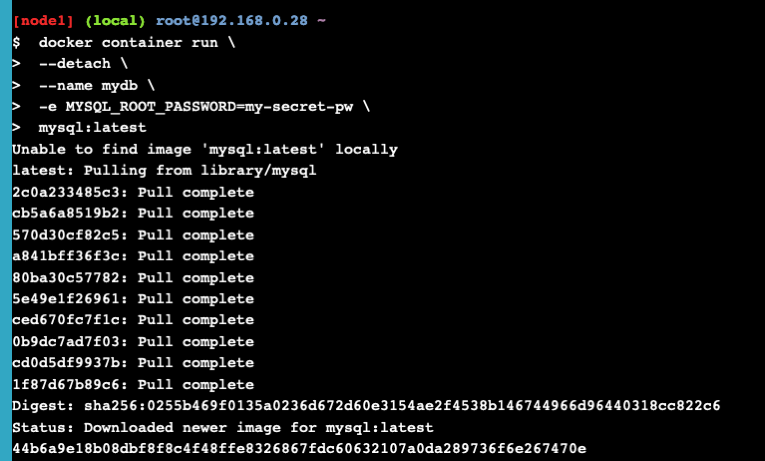 [node1] (local) root@192.168.0.28 ~
$  docker container run \
>  --detach \
>  --name mydb \
>  -e MYSQL_ROOT_PASSWORD=my-secret-pw \
>  mysql:latest
Unable to find image 'mysql:latest' locally
latest: Pulling from library/mysql
2c0a233485c3: Pull complete
cb5a6a8519b2: Pull complete
570d30cf82c5: Pull complete
a841bff36f3c: Pull complete
80ba30c57782: Pull complete
5e49e1f26961: Pull complete
ced670fc7f1c: Pull complete
0b9dc7ad7f03: Pull complete
cd0d5df9937b: Pull complete
1f87d67b89c6: Pull complete
Digest: sha256:0255b469f0135a0236d672d60e3154ae2f4538b146744966d96440318cc822c6
Status: Downloaded newer image for mysql:latest
44b6a9e18b08dbf8f8c4f48ffe8326867fdc60632107a0da289736f6e267470e